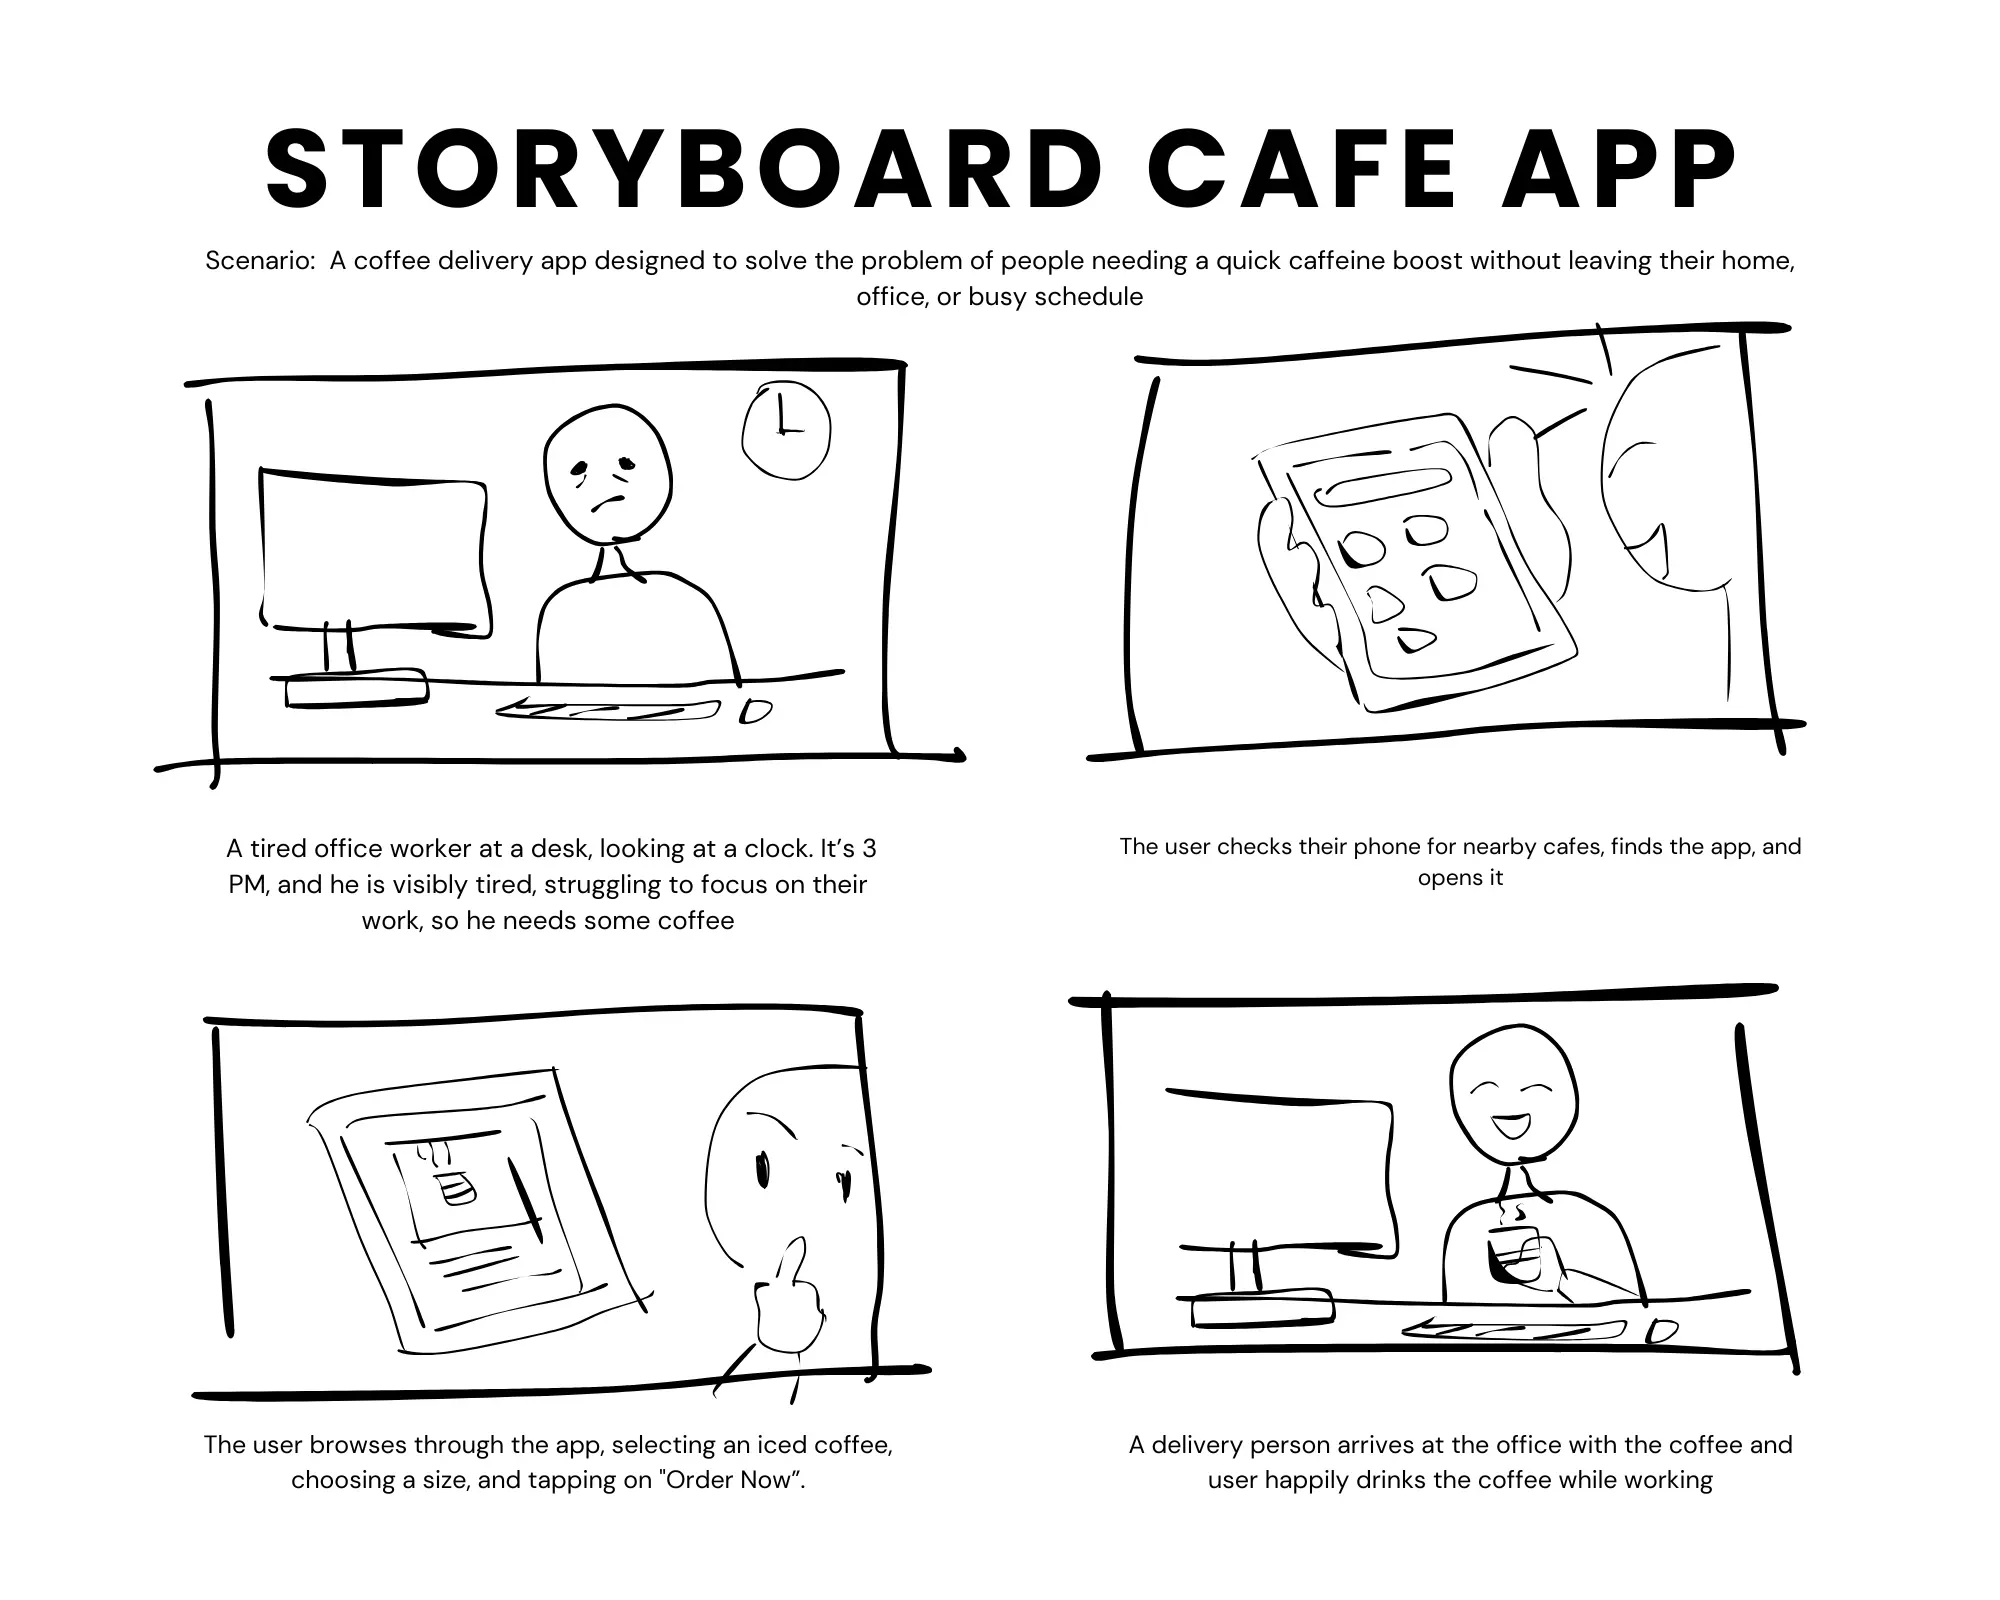 STORYBOARD CAFE APP
Scenario:  A coffee delivery app designed to solve the problem of people needing a quick caffeine boost without leaving their home,
office, or busy schedule
A tired office worker at a desk, looking at a clock. It’s 3
PM, and he is visibly tired, struggling to focus on their
work, so he needs some coffee
The user checks their phone for nearby cafes, finds the app, and
opens it
The user browses through the app, selecting an iced coffee,
choosing a size, and tapping on "Order Now”.
A delivery person arrives at the office with the coffee and
user happily drinks the coffee while working